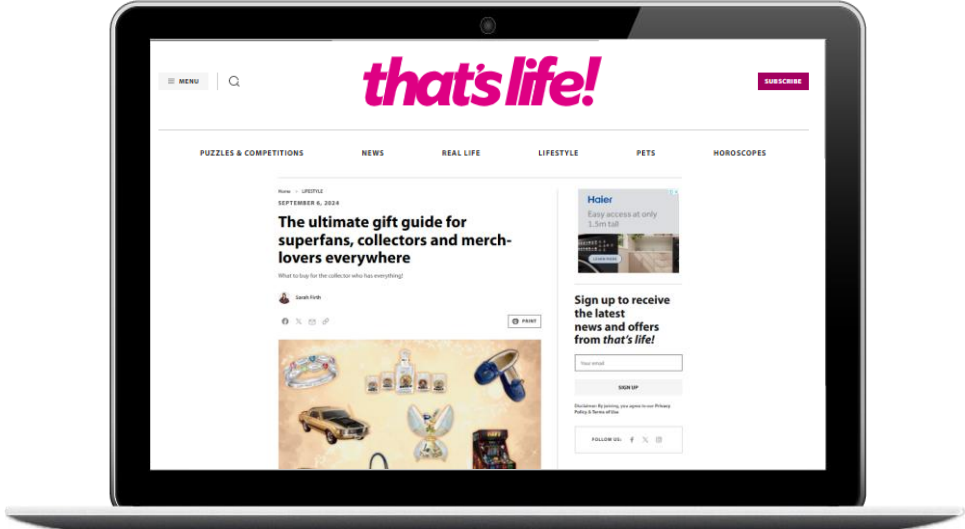 that's life!
MENU
SUBSCRIBE
PUZZLES & COMPETITIONS NEWS REAL LIFE LIFESTYLE PETS HOROSCOPES
Home > LIFESTYLE
SEPTEMBER 6, 2024
The ultimate gift guide for
superfans, collectors and merch-
lovers everywhere
What to buy for the collector who has everything!
Sarah Firth
PRINT
Haier
Easy access at only
1.5m tall
LEARN MORE
Sign up to receive
the latest
news and offers
from that's life!
Your email
SIGN UP
Disclaimer: By joining, you agree to our Privacy
Policy & Terms of Use
FOLLOW US: